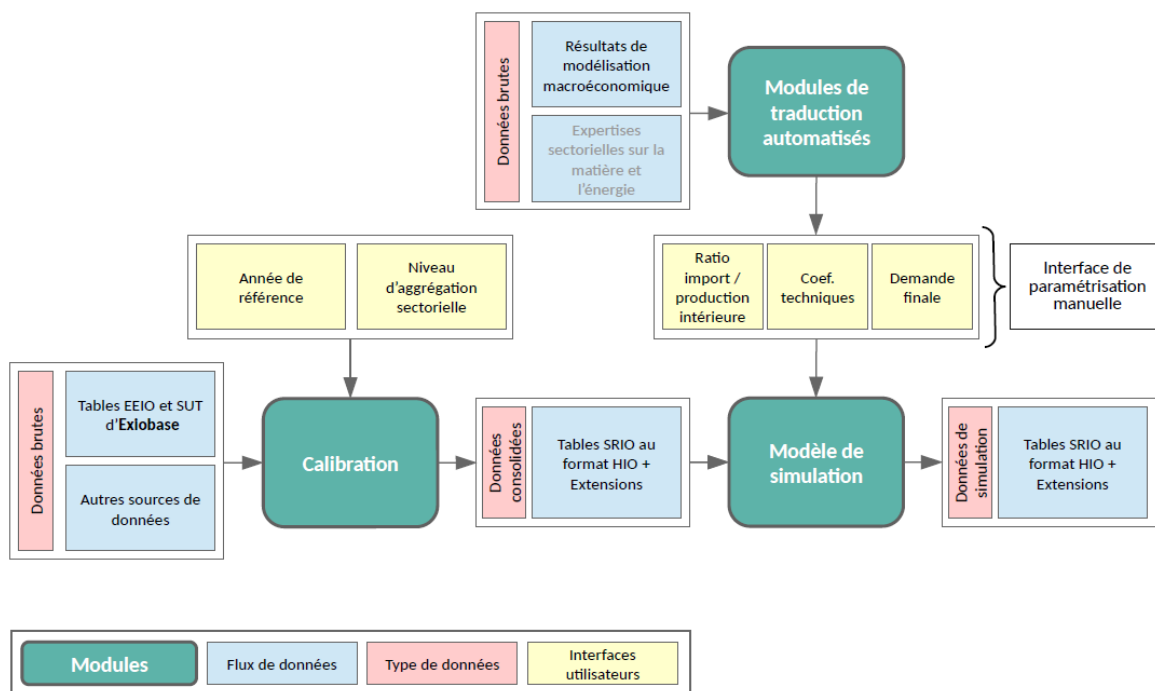 Données brutes
Résultats de
modélisation
macroéconomique
Expertises
sectorielles sur la
matière et
l'énergie
Modules de
traduction
automatisés
Année de
référence
Niveau
d'aggrégation
sectorielle
Ratio
import /
production
intérieure
Coef.
techniques
Demande
finale
Interface de
paramétrisation
manuelle
Données brutes
Tables EEIO et SUT
d'Exiobase
Autres sources de
données
Calibration
Données
consolidées
Tables SRIO au
format HIO +
Extensions
Modèle de
simulation
Données de
simulation
Tables SRIO au
format HIO +
Extensions
Modules
Flux de données
Type de données
Interfaces
utilisateurs